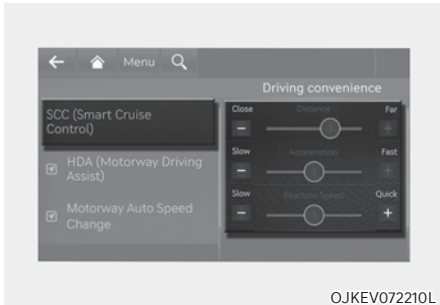 Menu
Driving convenience
SCC (Smart Cruise
Control)
HDA (Motorway Driving
Assist)
Motorway Auto Speed
Change
Close Distance Far
Slow Acceleration Fast
Slow Reaction Speed Quick
OJKEV072210L